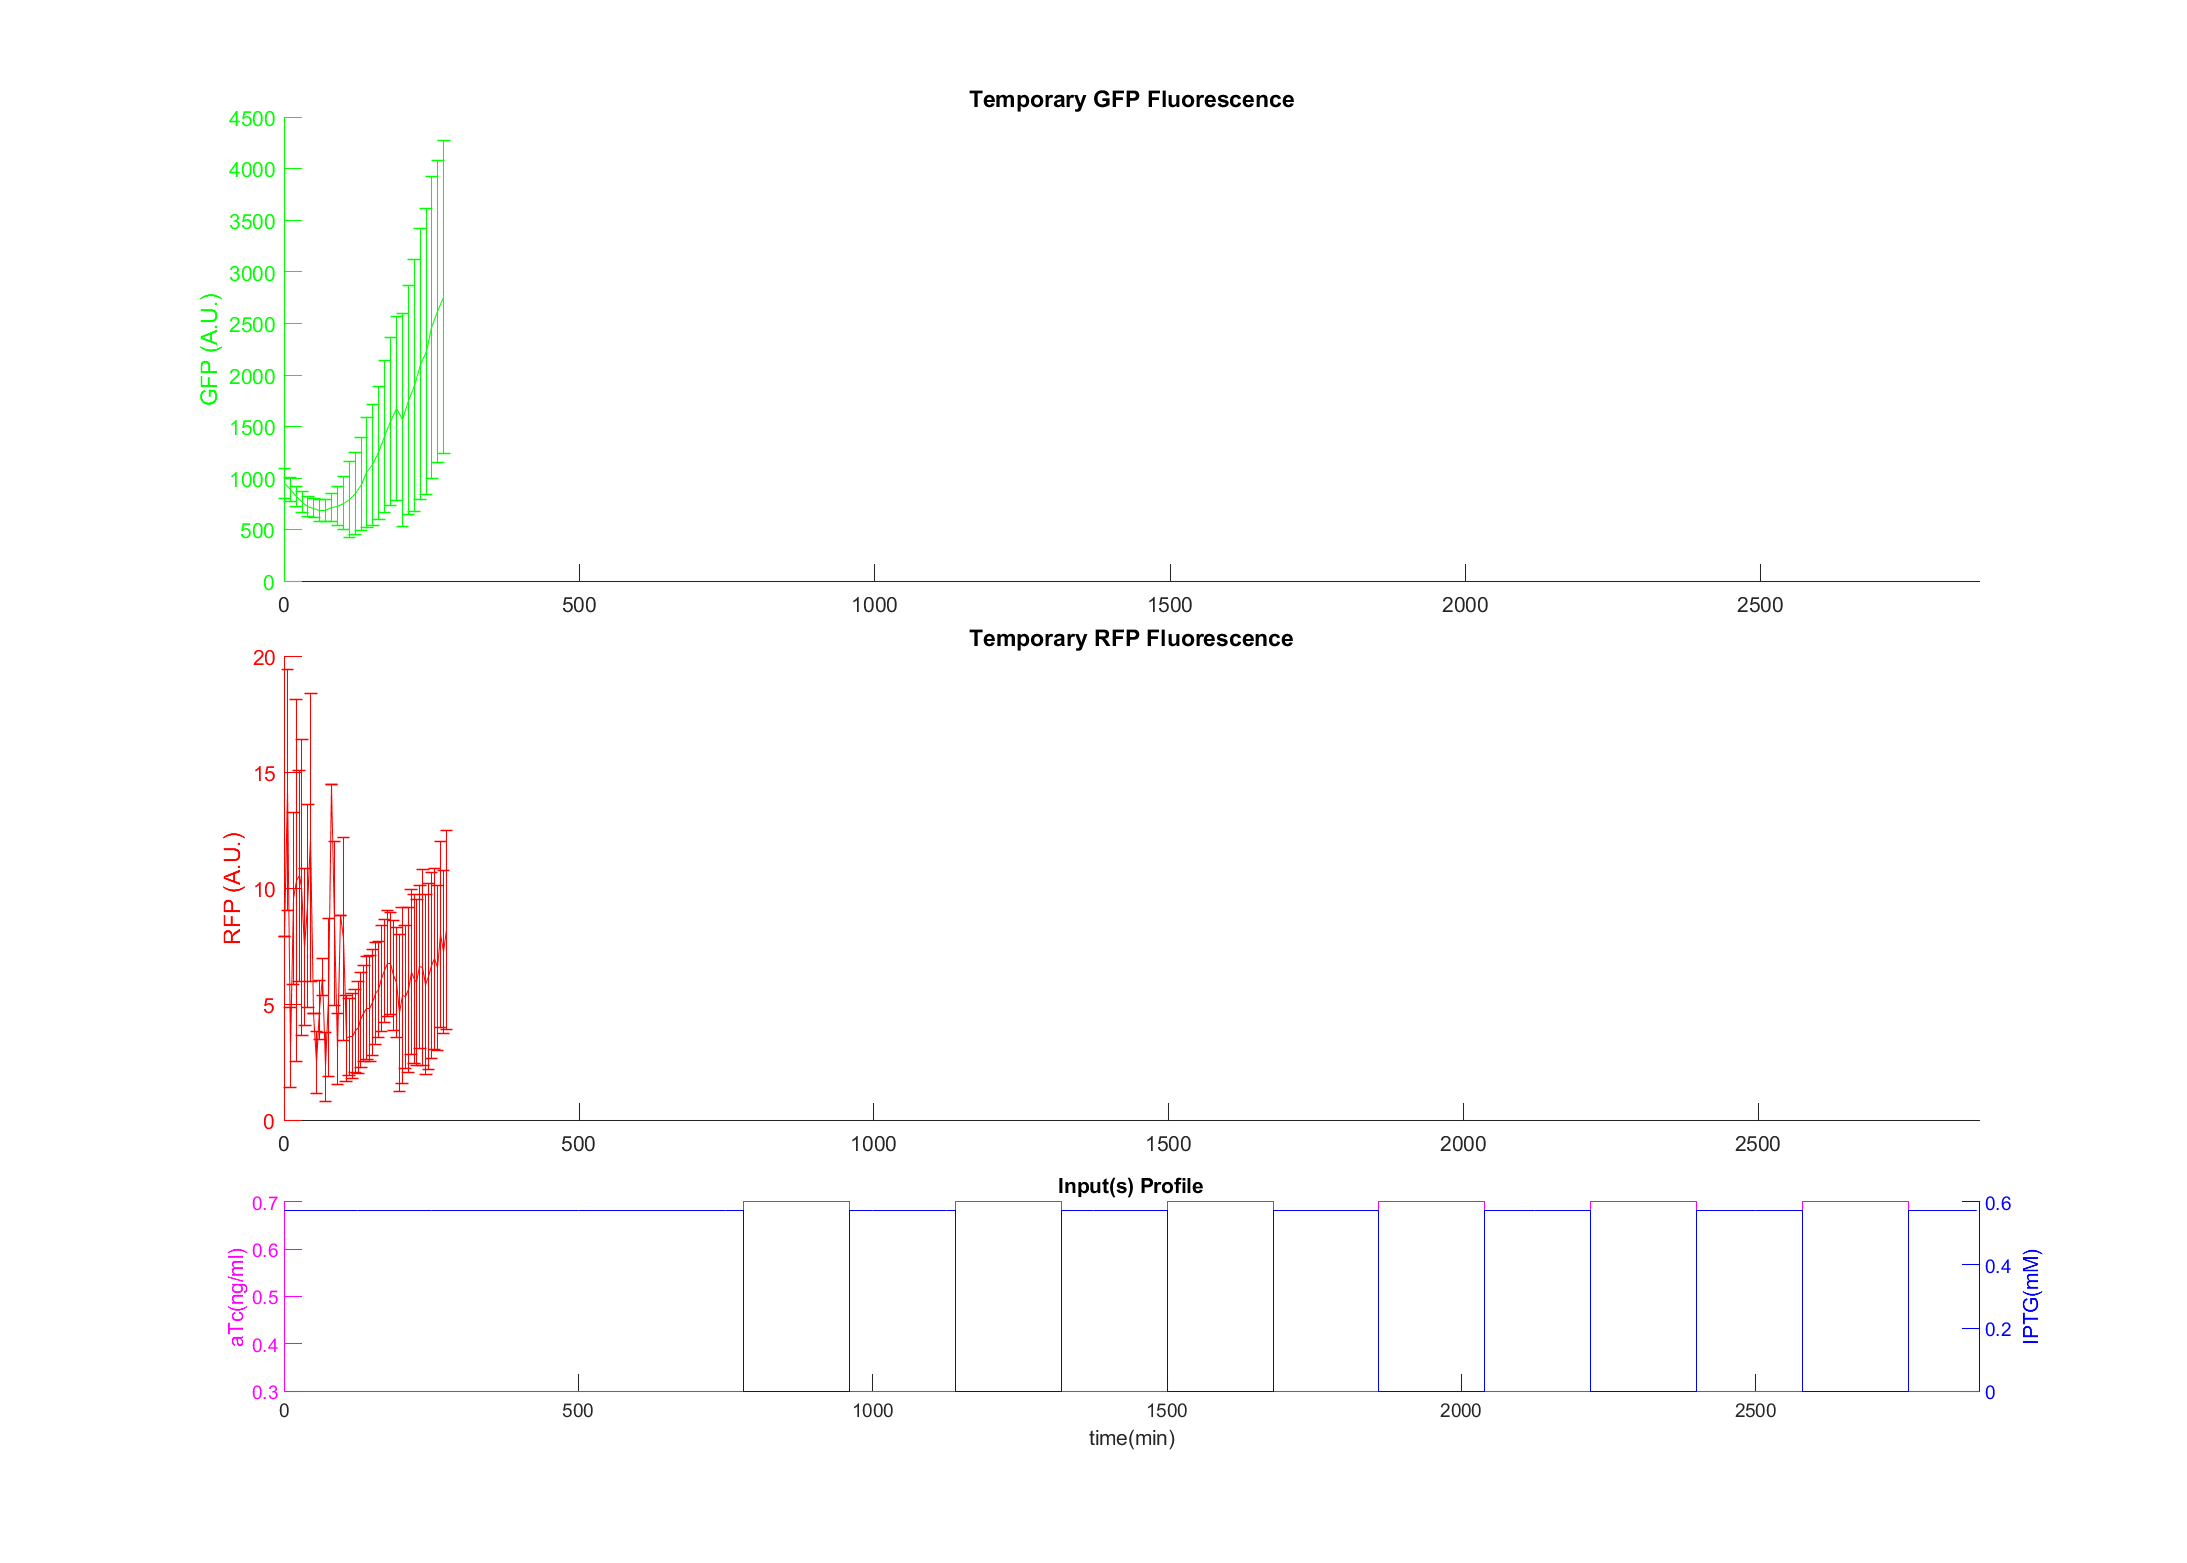 Temporary GFP Fluorescence
4500
4000
3500
3000
2500
2000
1500
1000
500
0
GFP (A.U.)
0 500 1000 1500 2000 2500
Temporary RFP Fluorescence
20
15
10
5
0
RFP (A.U.)
0 500 1000 1500 2000 2500
Input(s) Profile
0.7
0.6
0.5
0.4
0.3
aTc(ng/ml)
0.6
0.4
0.2
0
IPTG(mM)
0 500 1000 1500 2000 2500
time(min)